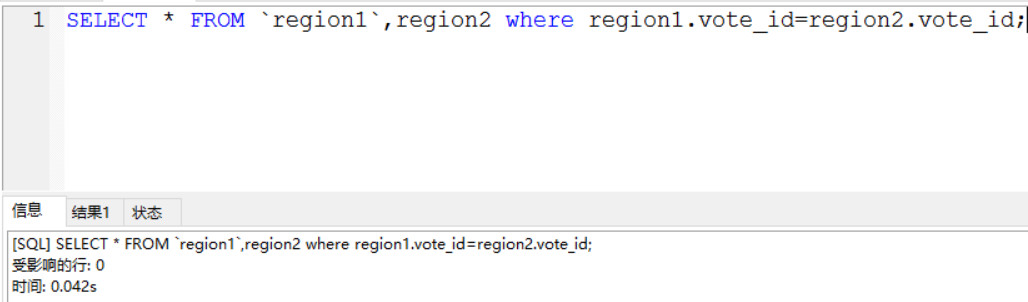 1 SELECT * FROM `region1`,region2 where region1.vote_id=region2.vote_id;
信息 结果1 状态
[SQL] SELECT * FROM `region1`,region2 where region1.vote_id=region2.vote_id;
受影响的行: 0
时间: 0.042s